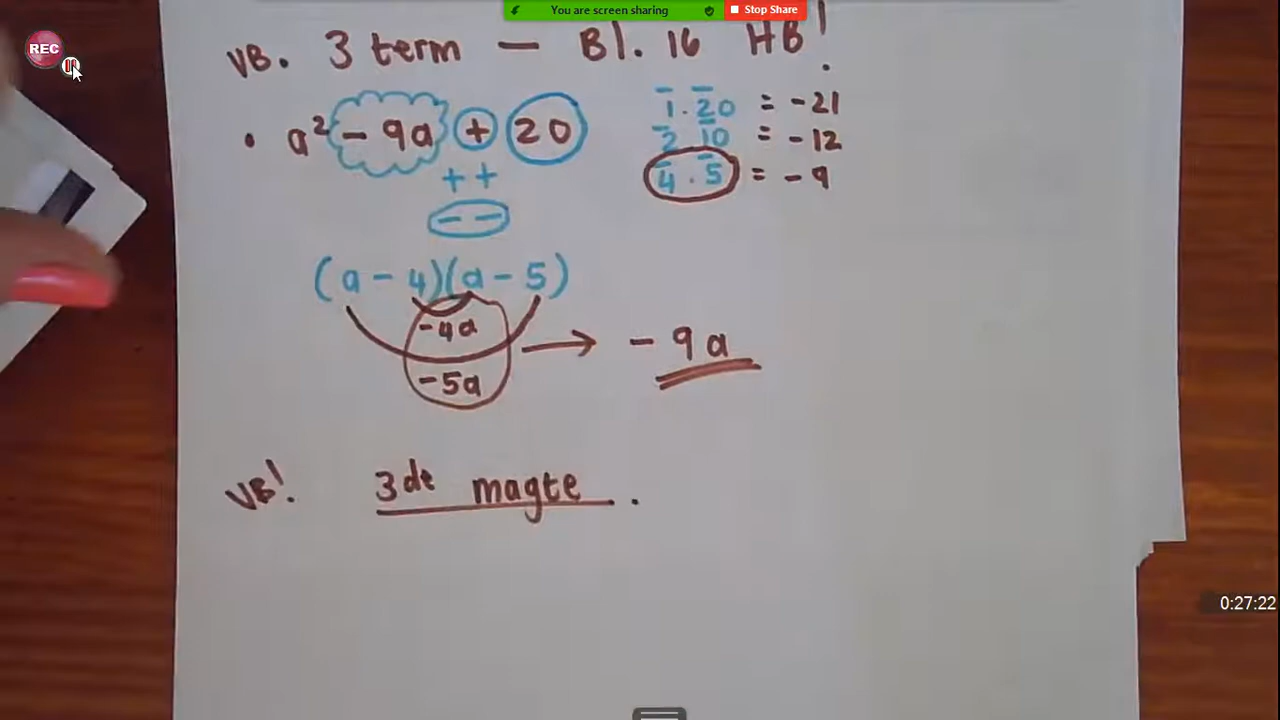 You are screen sharing Stop Share
REC
VB. 3 term — Bl. 16 HB!
• a² - 9a + 20
-1 . -20 = -21
-2 -10 = -12
-4 . -5 = -9
+ +
- -
(a - 4)(a - 5)
-4a
-5a
→ - 9a
VB! 3de magte .
0:27:22